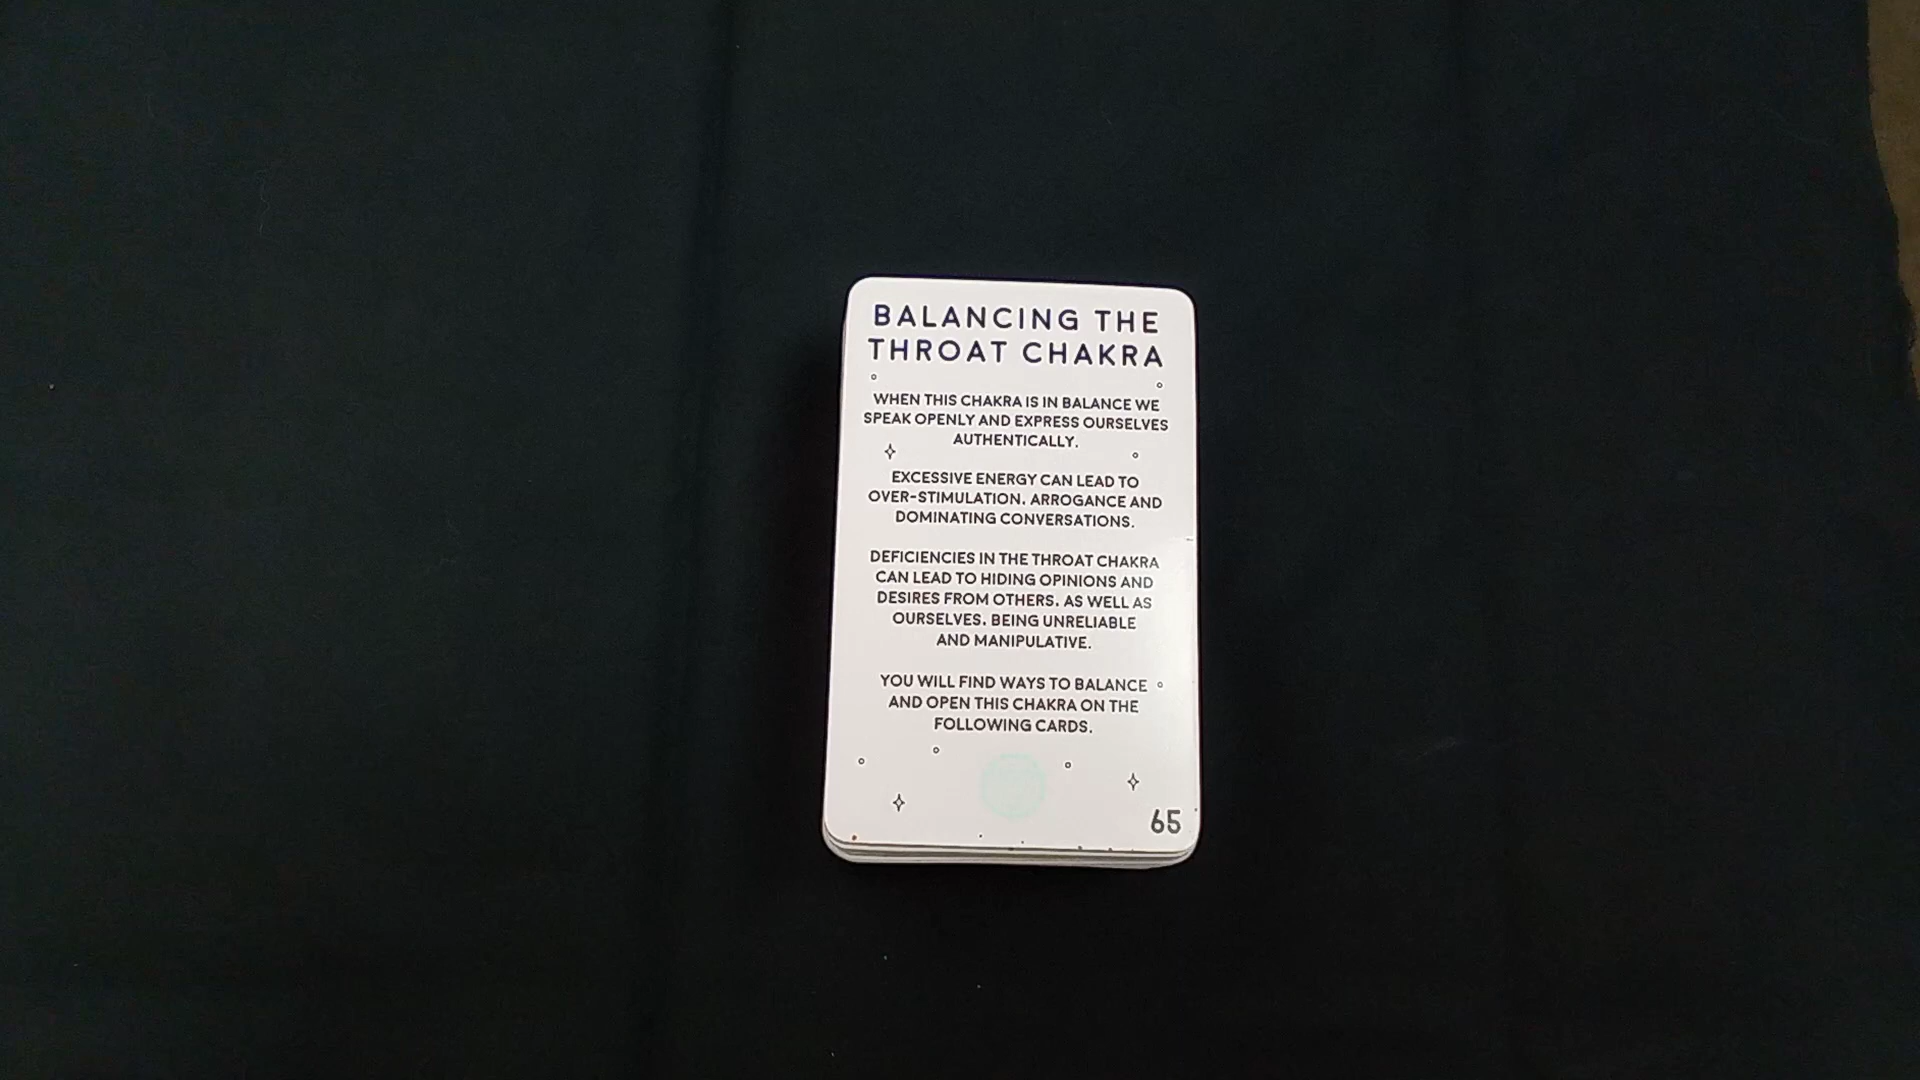 BALANCING THE
THROAT CHAKRA
WHEN THIS CHAKRA IS IN BALANCE WE
SPEAK OPENLY AND EXPRESS OURSELVES
AUTHENTICALLY.
EXCESSIVE ENERGY CAN LEAD TO
OVER-STIMULATION. ARROGANCE AND
DOMINATING CONVERSATIONS.
DEFICIENCIES IN THE THROAT CHAKRA
CAN LEAD TO HIDING OPINIONS AND
DESIRES FROM OTHERS. AS WELL AS
OURSELVES. BEING UNRELIABLE
AND MANIPULATIVE.
YOU WILL FIND WAYS TO BALANCE
AND OPEN THIS CHAKRA ON THE
FOLLOWING CARDS.
65